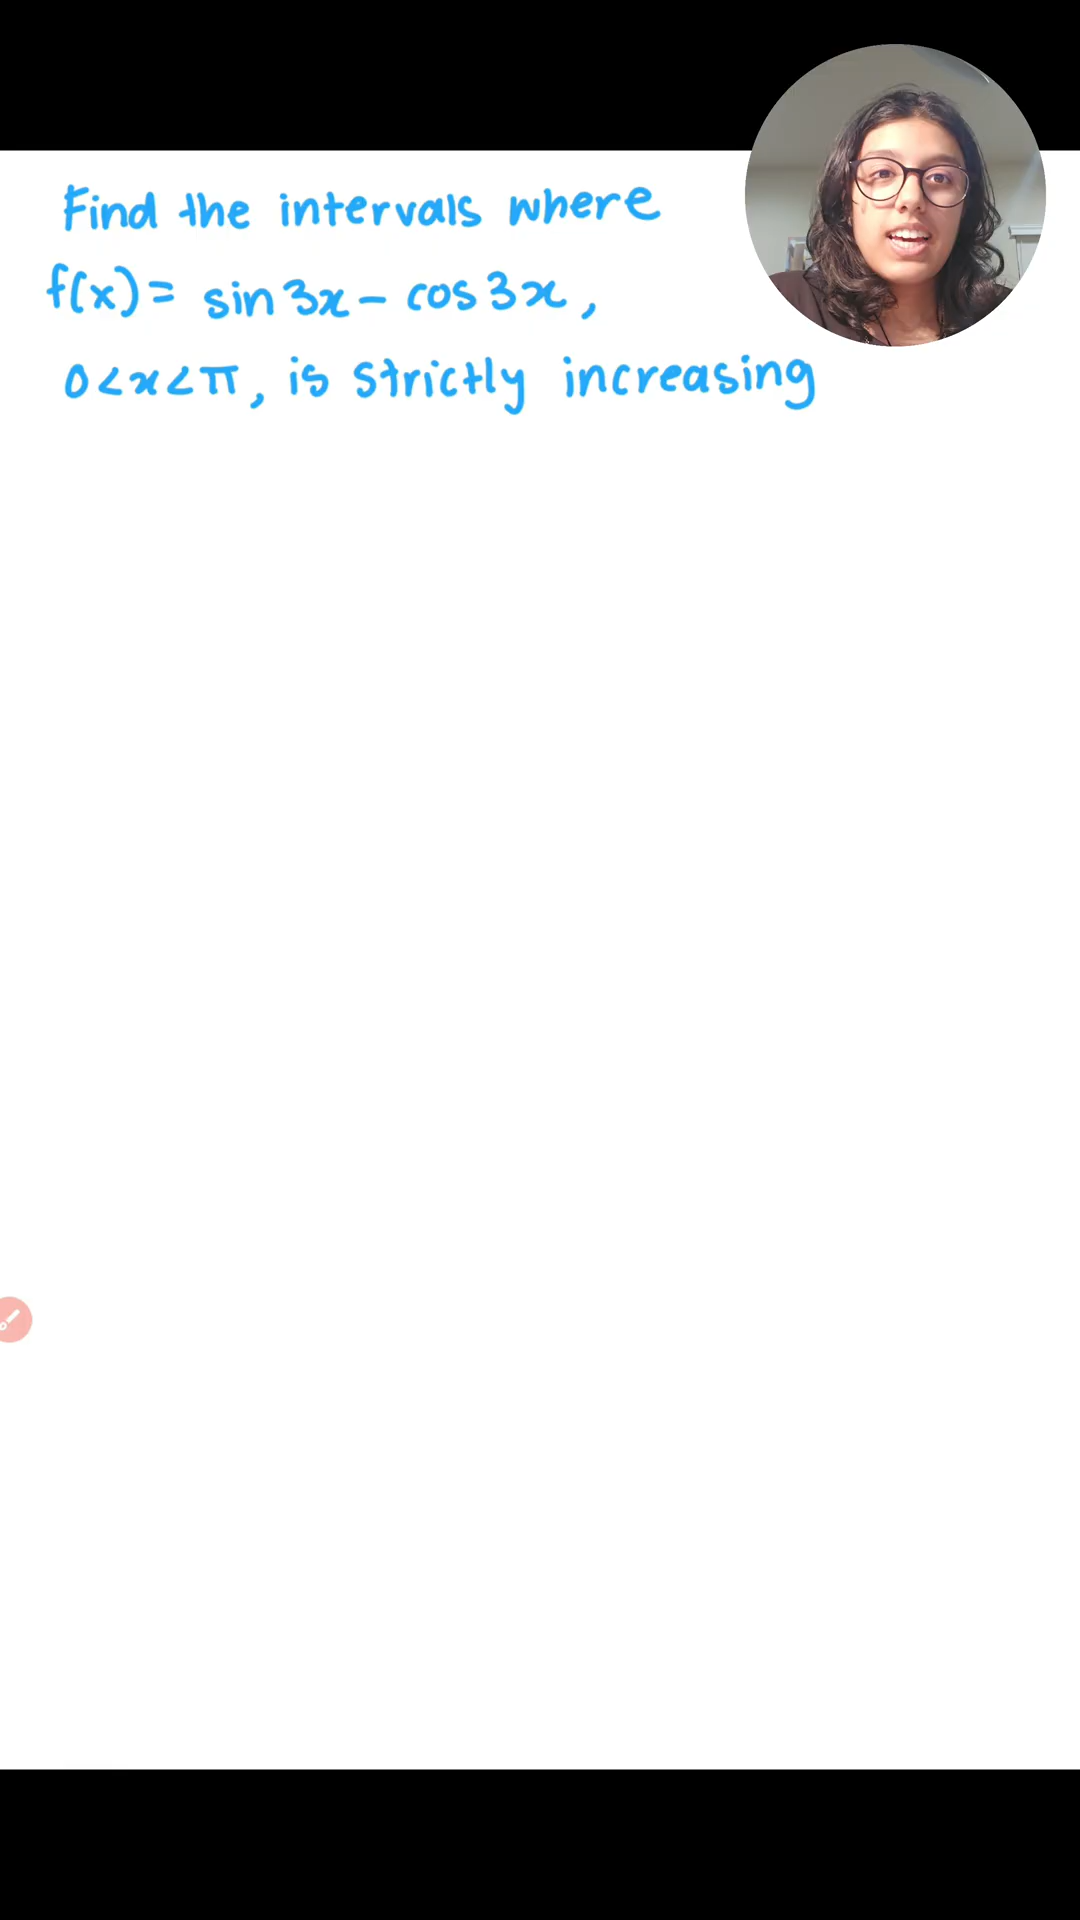 Find the intervals where
f(x) = sin 3x - cos 3x,
0<x<π, is strictly increasing